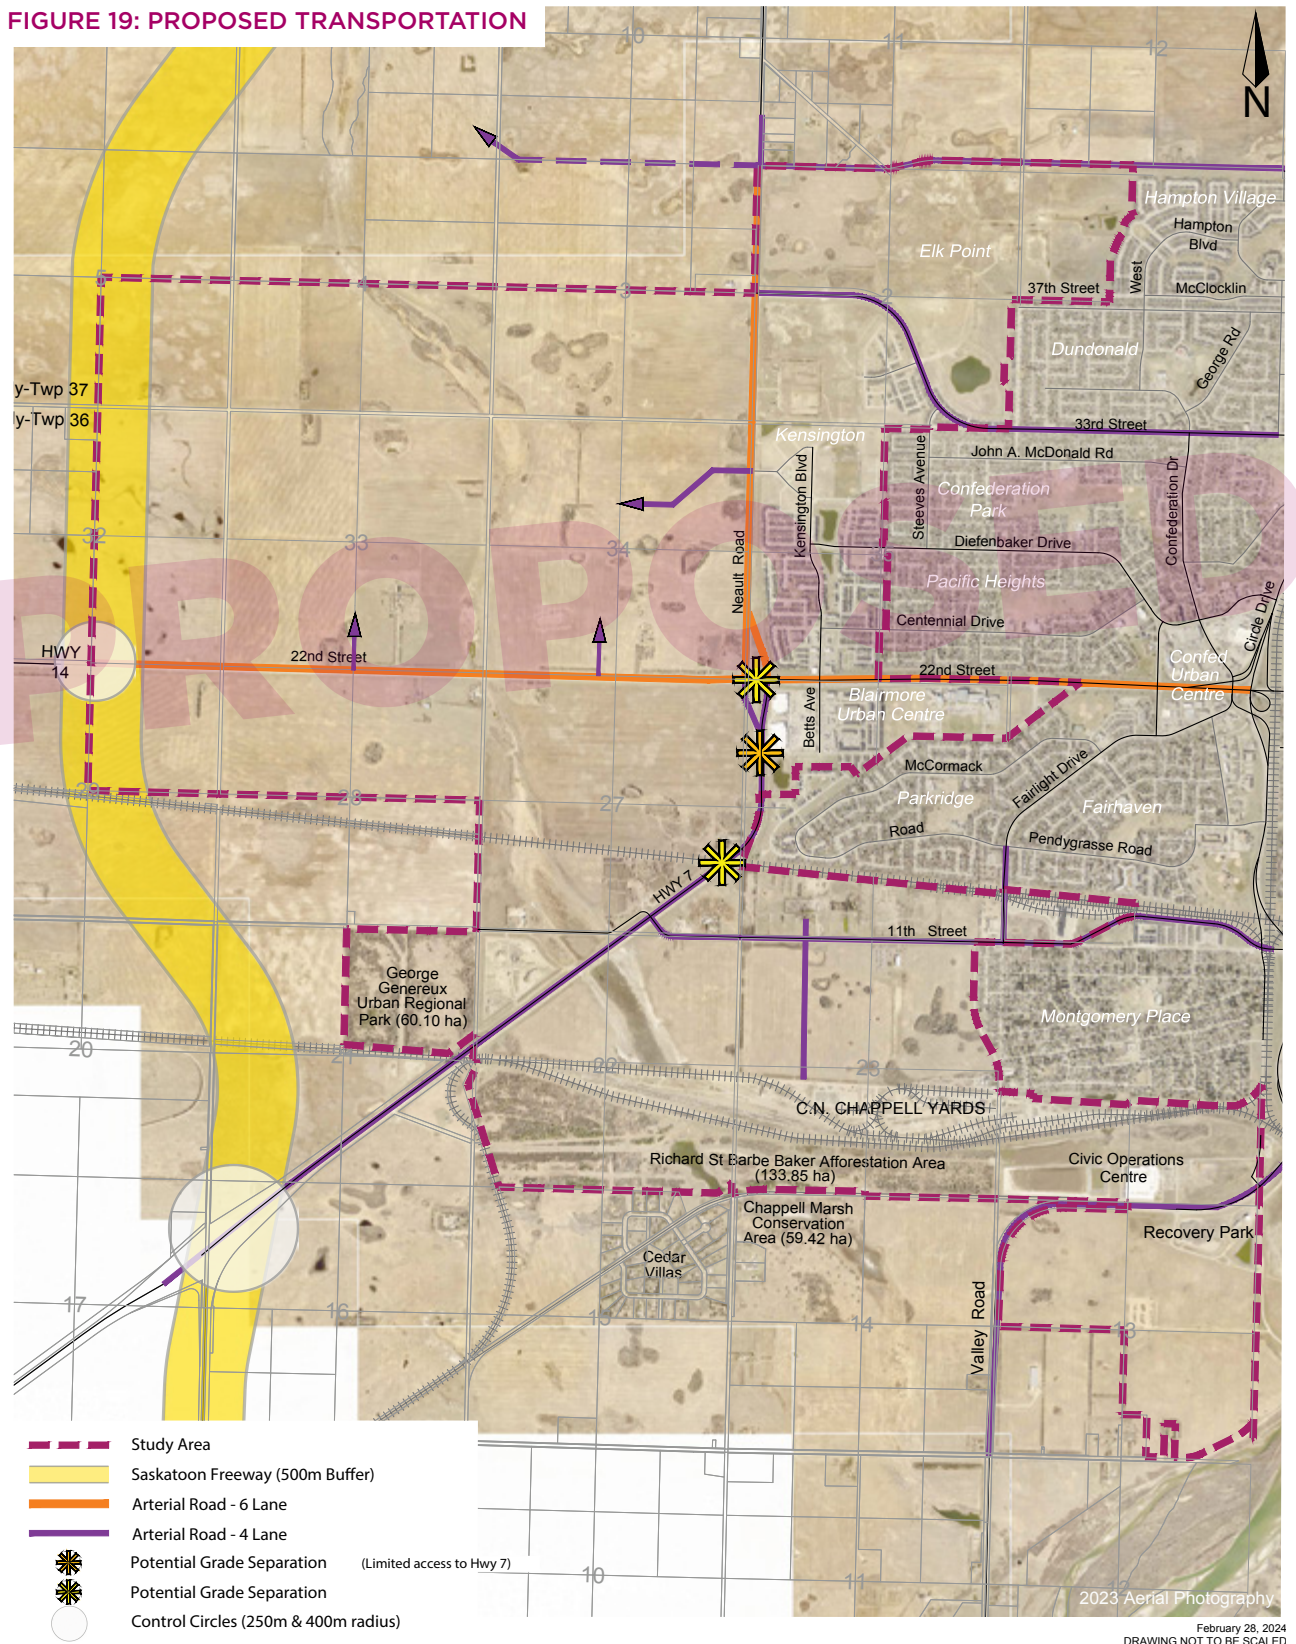 FIGURE 19: PROPOSED TRANSPORTATION
10
11
12
N
Hampton Village
Hampton
Blvd
Elk Point
West
37th Street
McClocklin
5
4
3
2
Dundonald
George Rd
y-Twp 37
y-Twp 36
33rd Street
Kensington
John A. McDonald Rd
Steeves Avenue
Confederation Dr
Kensington Blvd
Confederation
Park
PROPOSED
32
33
34
Neault Road
Diefenbaker Drive
Pacific Heights
Centennial Drive
Circle Drive
HWY
14
22nd Street
22nd Street
Confed
Urban
Centre
Betts Ave
Blairmore
Urban Centre
McCormack
Fairlight Drive
29
28
27
Parkridge
Fairhaven
Road
Pendygrasse Road
HWY 7
11th Street
George
Genereux
Urban Regional
Park (60.10 ha)
Montgomery Place
20
21
22
23
C.N. CHAPPELL YARDS
Richard St Barbe Baker Afforestation Area
(133.85 ha)
Civic Operations
Centre
Chappell Marsh
Conservation
Area (59.42 ha)
Recovery Park
Cedar
Villas
Valley Road
17
16
15
14
13
Study Area
Saskatoon Freeway (500m Buffer)
Arterial Road - 6 Lane
Arterial Road - 4 Lane
Potential Grade Separation (Limited access to Hwy 7)
Potential Grade Separation
Control Circles (250m & 400m radius)
10
11
12
2023 Aerial Photography
February 28, 2024
DRAWING NOT TO BE SCALED